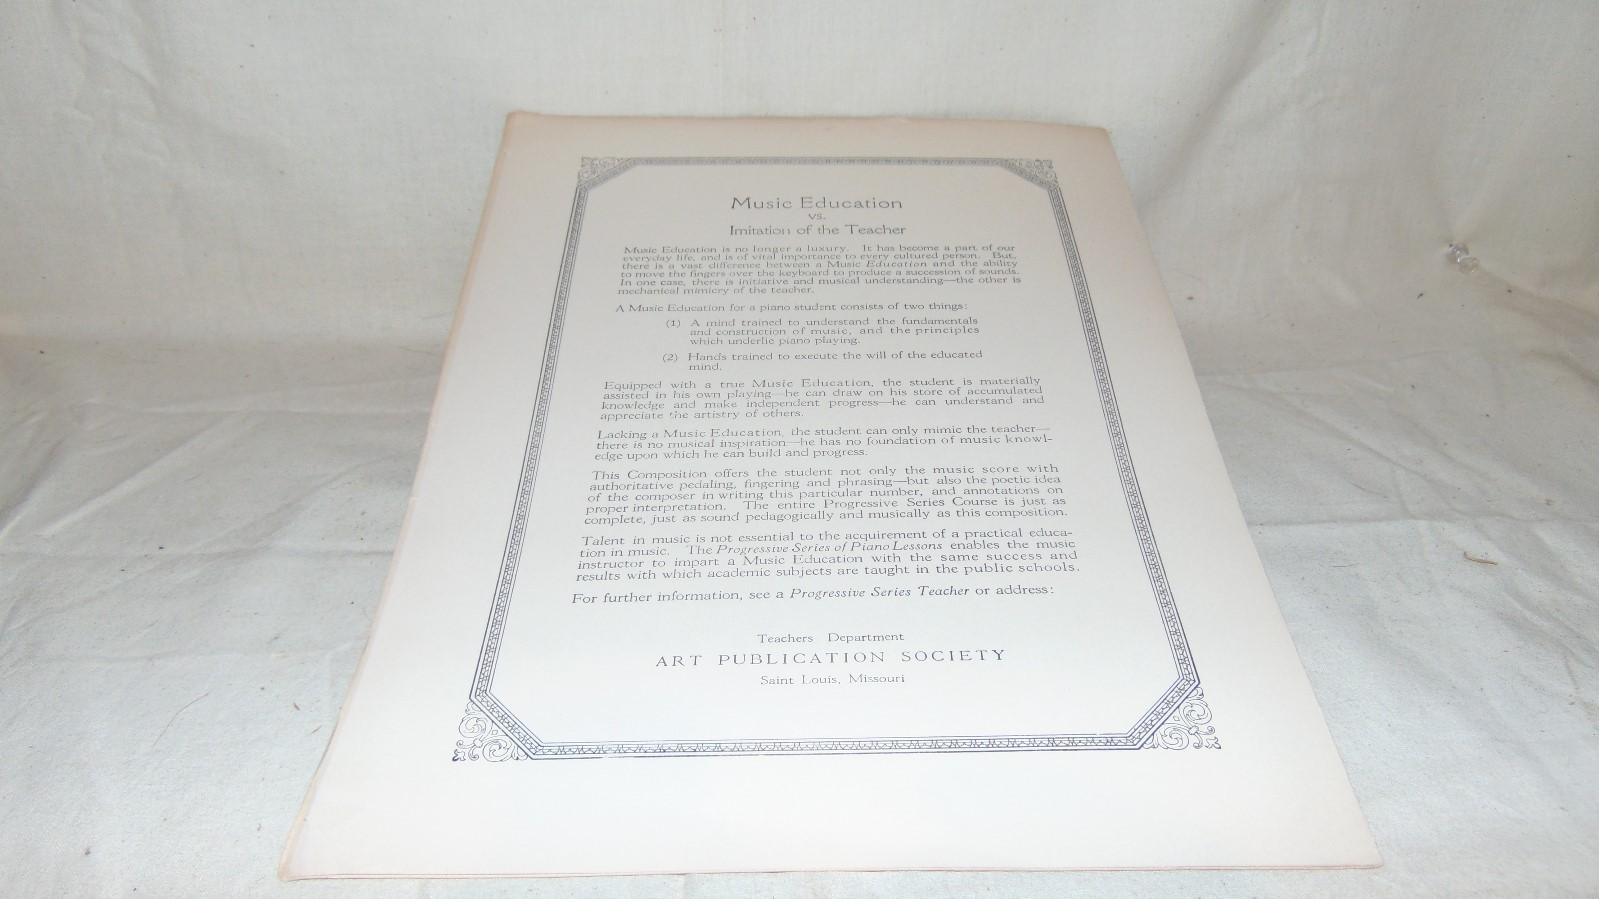 Music Education
vs.
Imitation of the Teacher
Music Education is no longer a luxury. It has become a part of our
everyday life, and is of vital importance to every cultured person. But,
there is a vast difference between a Music Education and the ability
to move the fingers over the keyboard to produce a succession of sounds.
In one case, there is initiative and musical understanding—the other is
mechanical mimicry of the teacher.
A Music Education for a piano student consists of two things:
(1) A mind trained to understand the fundamentals
and construction of music, and the principles
which underlie piano playing.
(2) Hands trained to execute the will of the educated
mind.
Equipped with a true Music Education, the student is materially
assisted in his own playing—he can draw on his store of accumulated
knowledge and make independent progress—he can understand and
appreciate the artistry of others.
Lacking a Music Education, the student can only mimic the teacher—
there is no musical inspiration—he has no foundation of music knowl-
edge upon which he can build and progress.
This Composition offers the student not only the music score with
authoritative pedaling, fingering and phrasing—but also the poetic idea
of the composer in writing this particular number, and annotations on
proper interpretation. The entire Progressive Series Course is just as
complete, just as sound pedagogically and musically as this composition.
Talent in music is not essential to the acquirement of a practical educa-
tion in music. The Progressive Series of Piano Lessons enables the music
instructor to impart a Music Education with the same success and
results with which academic subjects are taught in the public schools.
For further information, see a Progressive Series Teacher or address:
Teachers Department
ART PUBLICATION SOCIETY
Saint Louis, Missouri